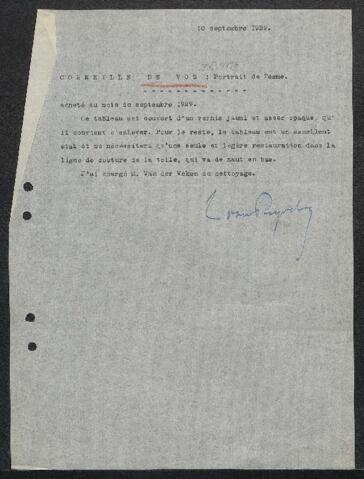 10 septembre 1929.
CORNEILLE DE VOS : Portrait de Femme.
acheté au mois de septembre 1929.
Ce tableau est couvert d'un vernis jauni et assez opaque, qu'
il convient d'enlever. Pour le reste, le tableau est en excellent
état et ne nécessitera qu'une seule et légère restauration dans la
ligne de couture de la toile, qui va de haut en bas.
J'ai chargé M. Van der Veken du nettoyage.